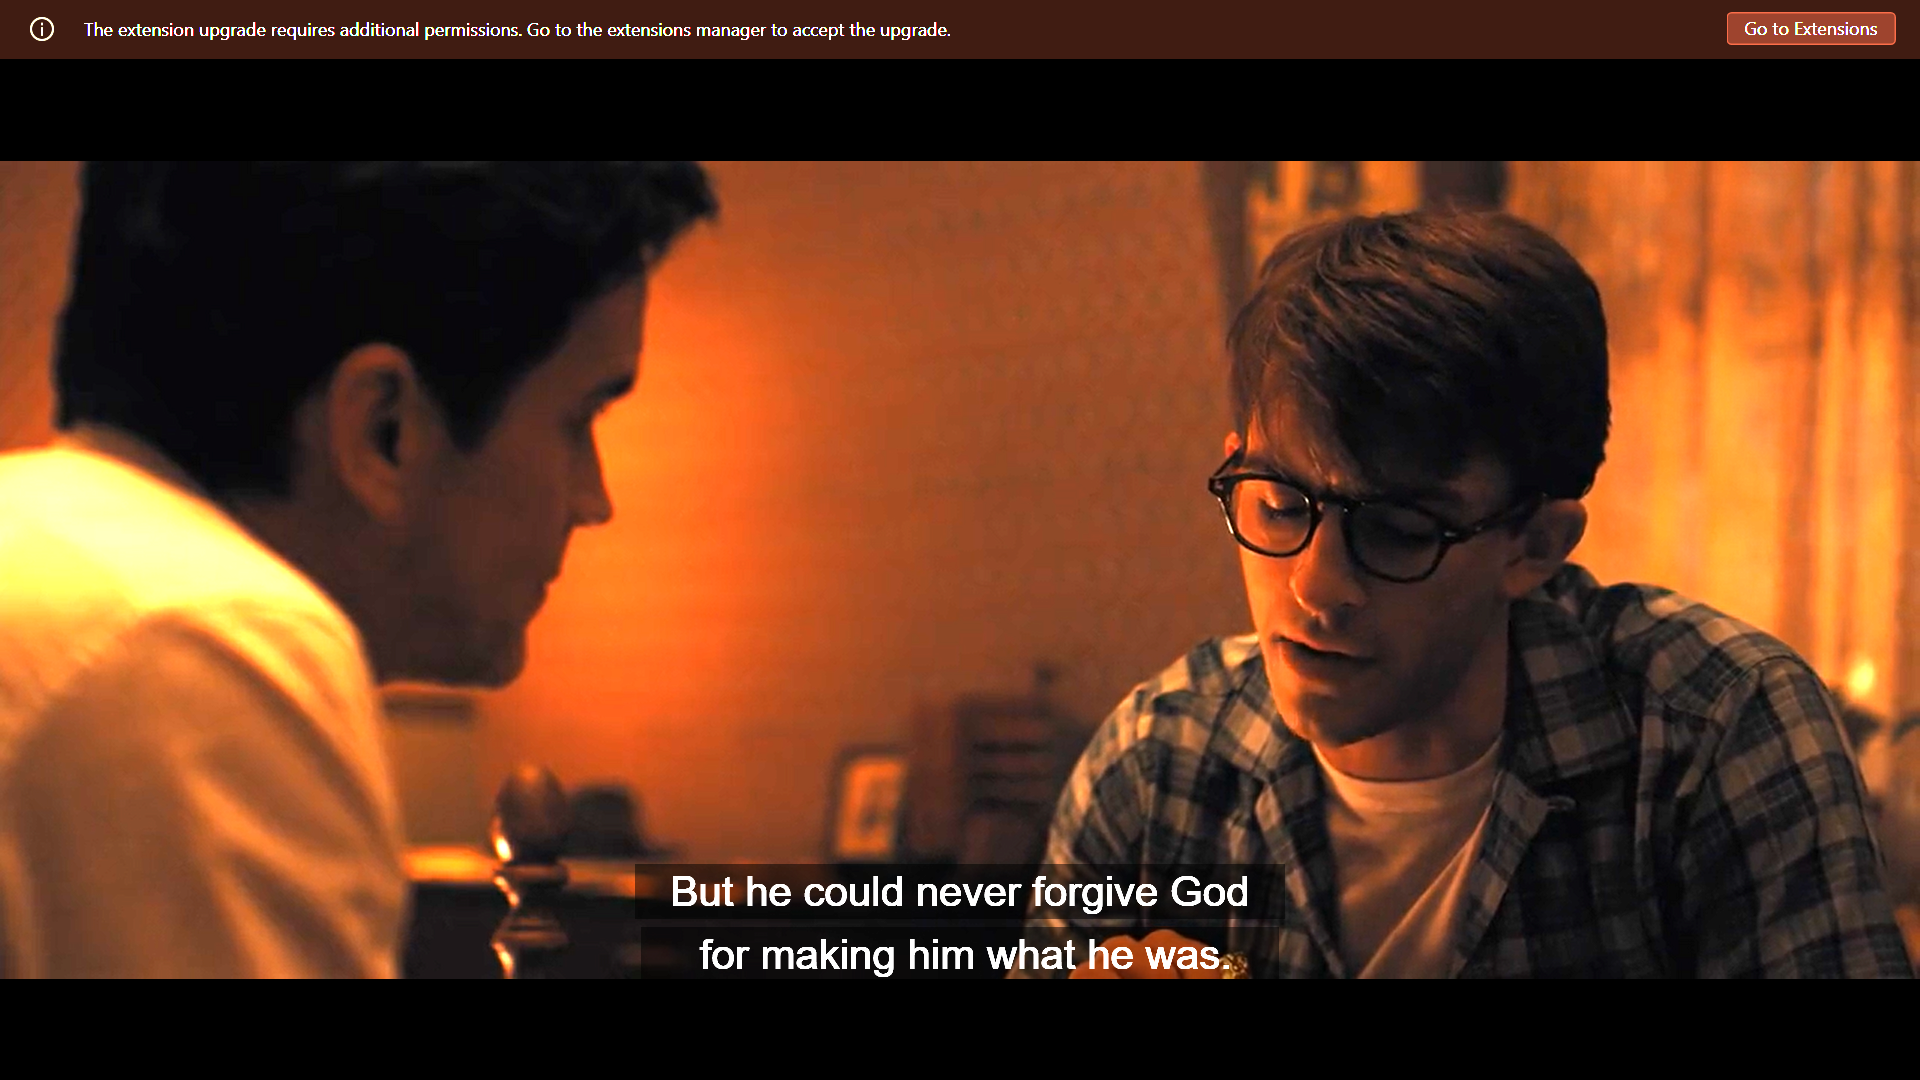 The extension upgrade requires additional permissions. Go to the extensions manager to accept the upgrade.
Go to Extensions
But he could never forgive God
for making him what he was.